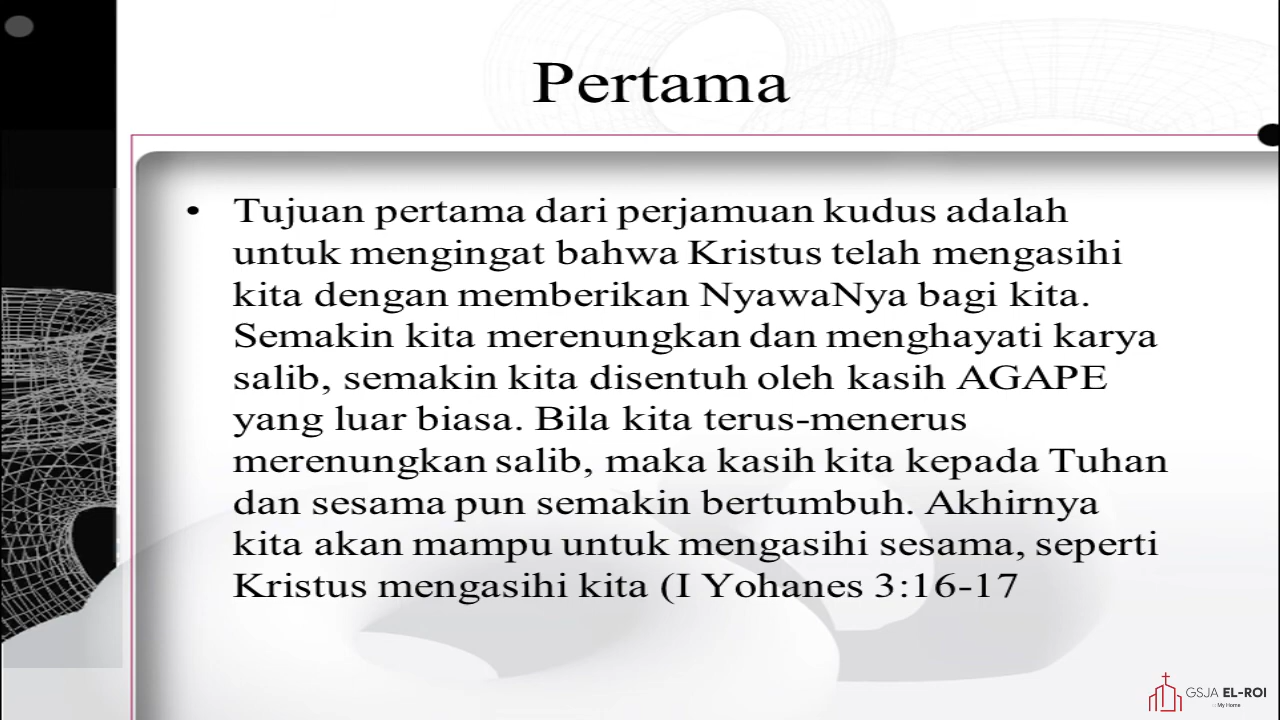 Pertama
• Tujuan pertama dari perjamuan kudus adalah
untuk mengingat bahwa Kristus telah mengasihi
kita dengan memberikan NyawaNya bagi kita.
Semakin kita merenungkan dan menghayati karya
salib, semakin kita disentuh oleh kasih AGAPE
yang luar biasa. Bila kita terus-menerus
merenungkan salib, maka kasih kita kepada Tuhan
dan sesama pun semakin bertumbuh. Akhirnya
kita akan mampu untuk mengasihi sesama, seperti
Kristus mengasihi kita (I Yohanes 3:16-17
GSJA EL-ROI
My Home